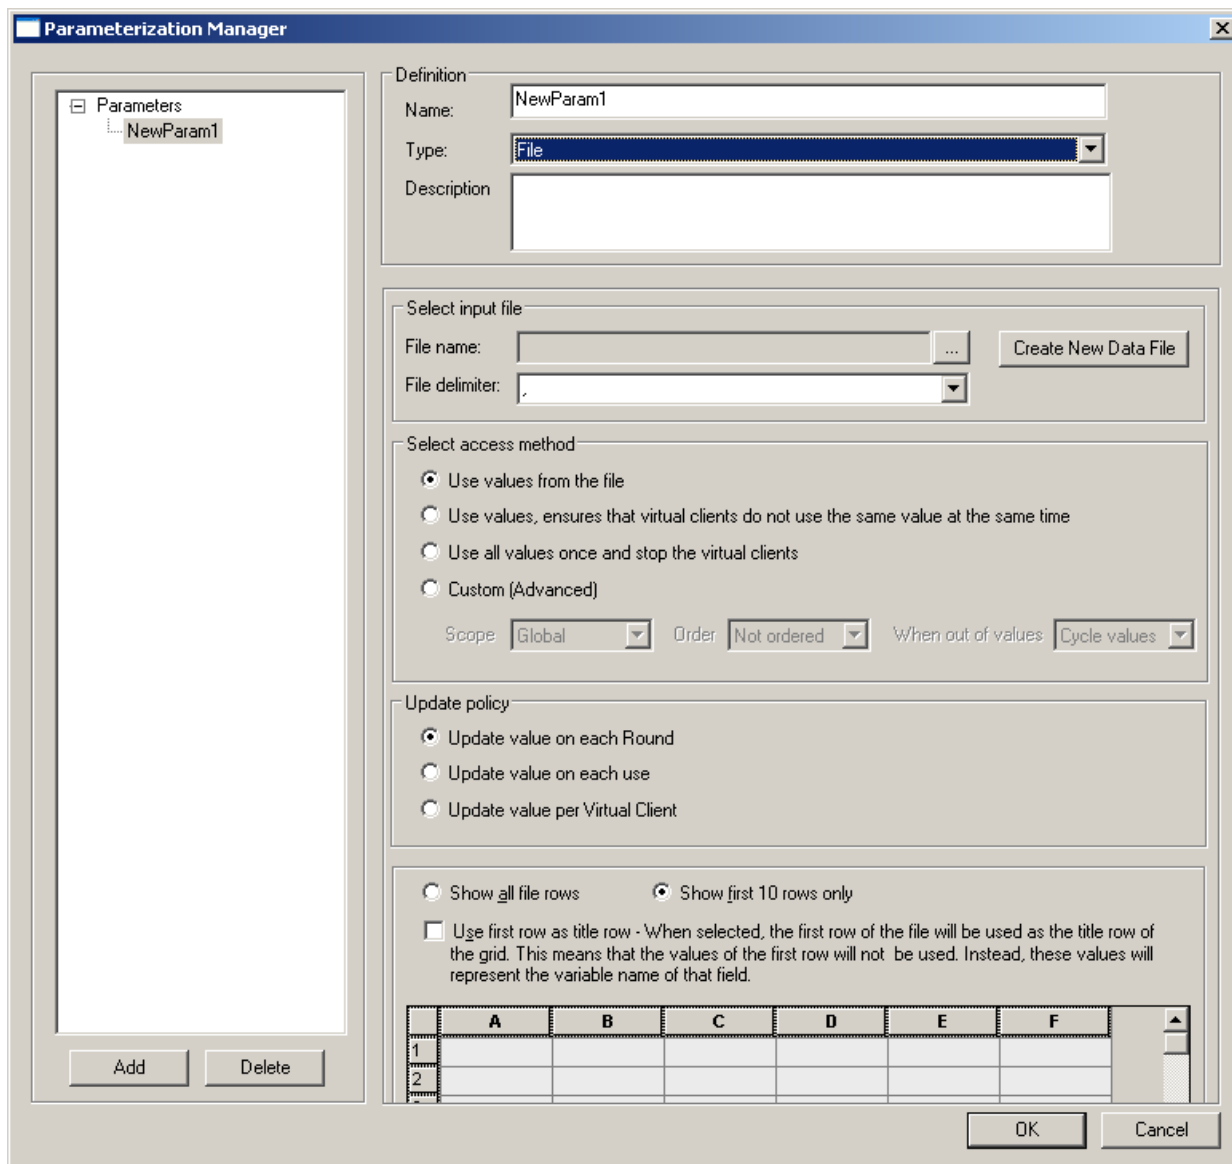 Parameterization Manager
Parameters
NewParam1
Add
Delete
Definition
Name:
NewParam1
Type:
File
Description
Select input file
File name:
...
Create New Data File
File delimiter:
,
Select access method
Use values from the file
Use values, ensures that virtual clients do not use the same value at the same time
Use all values once and stop the virtual clients
Custom (Advanced)
Scope
Global
Order
Not ordered
When out of values
Cycle values
Update policy
Update value on each Round
Update value on each use
Update value per Virtual Client
Show all file rows
Show first 10 rows only
Use first row as title row - When selected, the first row of the file will be used as the title row of
the grid. This means that the values of the first row will not  be used. Instead, these values will
represent the variable name of that field.
A B C D E F
1
2
OK
Cancel